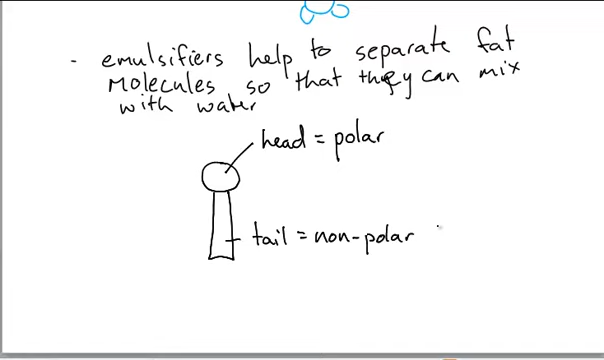 - emulsifiers help to separate fat
molecules so that they can mix
with water
head = polar
tail = non-polar